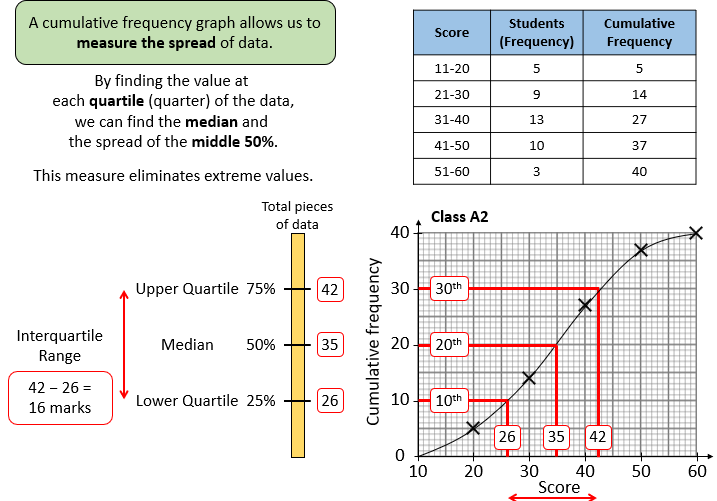 A cumulative frequency graph allows us to
measure the spread of data.
By finding the value at
each quartile (quarter) of the data,
we can find the median and
the spread of the middle 50%.
This measure eliminates extreme values.
Score Students (Frequency) Cumulative Frequency
11-20 5 5
21-30 9 14
31-40 13 27
41-50 10 37
51-60 3 40
Total pieces
of data
Upper Quartile 75% 42
Median 50% 35
Lower Quartile 25% 26
Interquartile
Range
42 – 26 =
16 marks
Class A2
Cumulative frequency
40
30 30th
20 20th
10 10th
26 35 42
0
10 20 30 40 50 60
Score